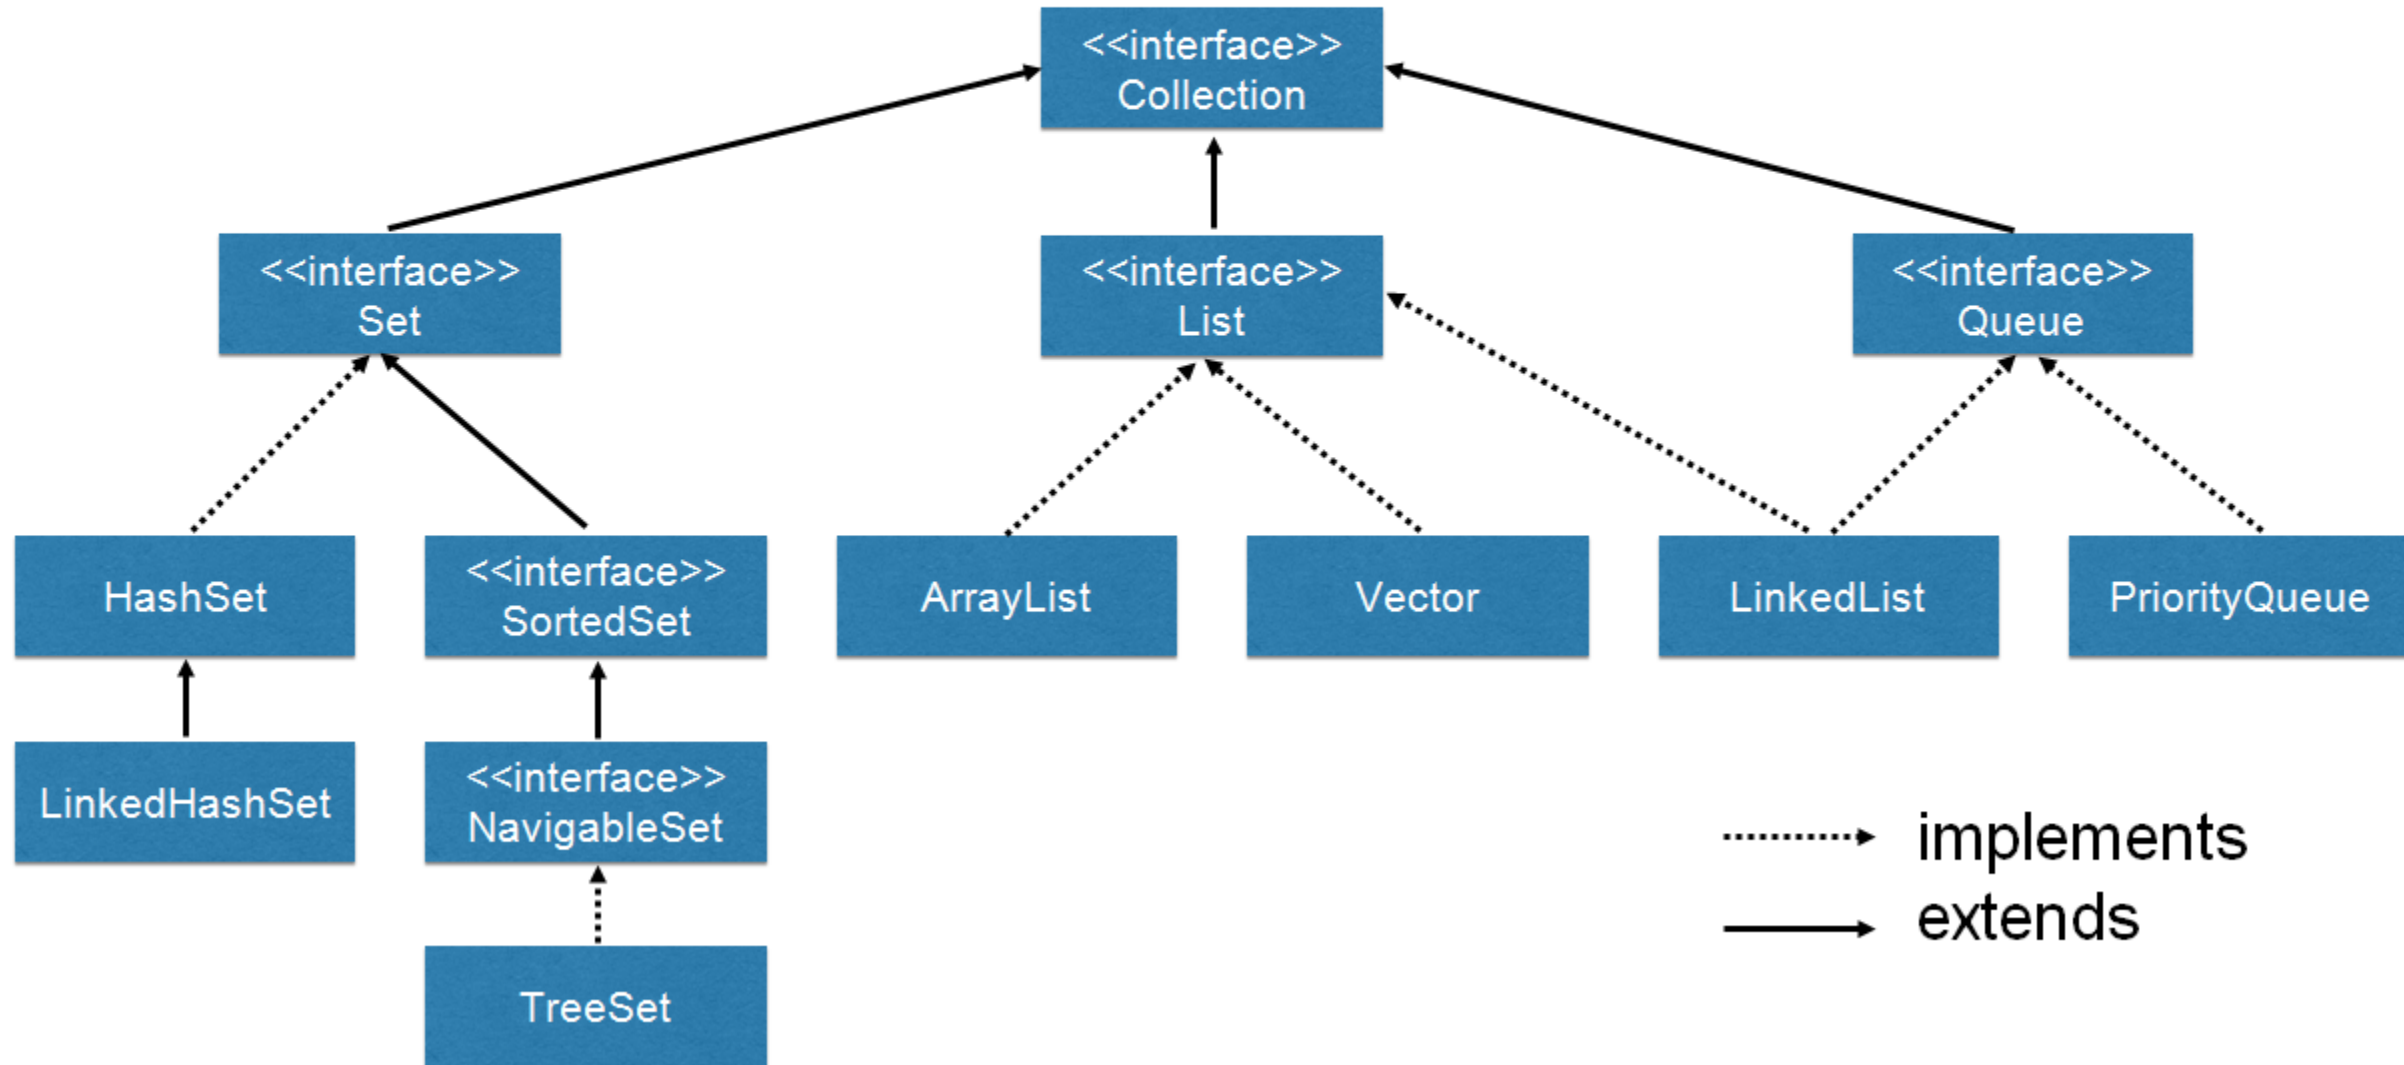 <<interface>>
Collection
<<interface>>
Set
<<interface>>
List
<<interface>>
Queue
HashSet
<<interface>>
SortedSet
ArrayList
Vector
LinkedList
PriorityQueue
LinkedHashSet
<<interface>>
NavigableSet
TreeSet
implements
extends